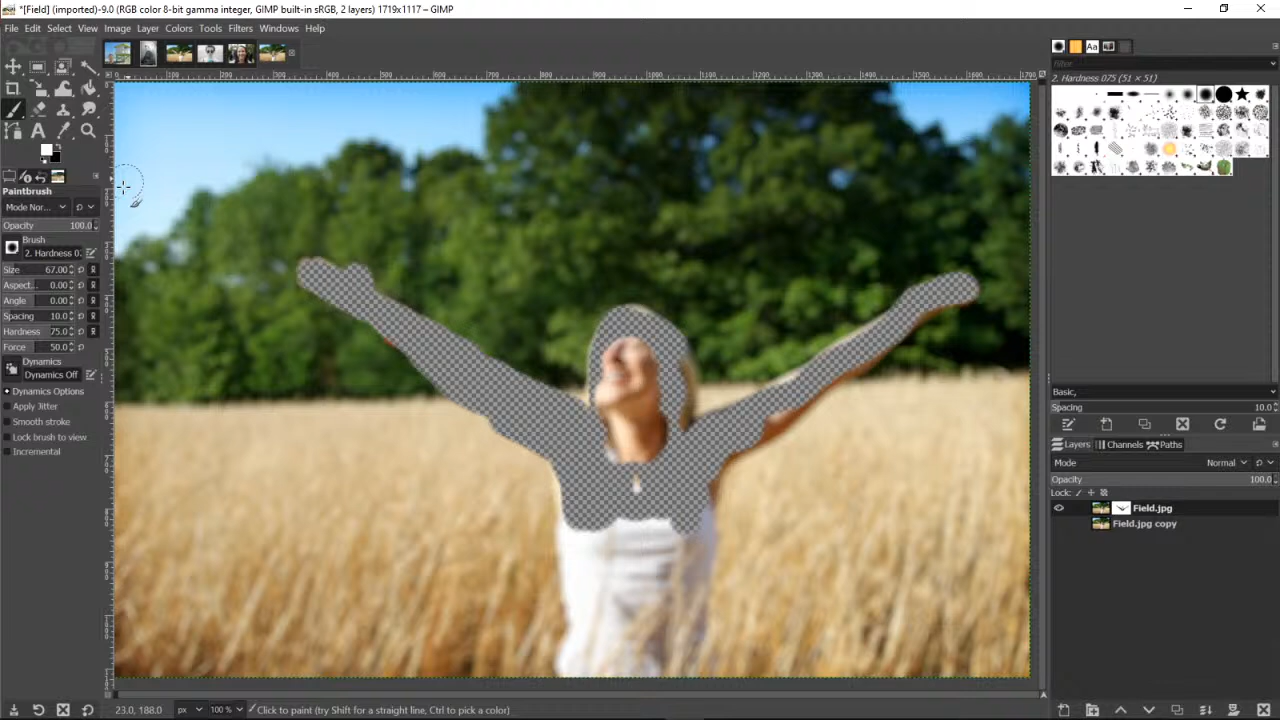 *[Field] (imported)-9.0 (RGB color 8-bit gamma integer, GIMP built-in sRGB, 2 layers) 1719x1117 – GIMP
File Edit Select View Image Layer Colors Tools Filters Windows Help
Filter
2. Hardness 075 (51 × 51)
Aa
Paintbrush
Mode Nor...
Opacity 100.0
Brush
2. Hardness 0
Size 67.00
Aspect... 0.00
Angle 0.00
Spacing 10.0
Hardness 75.0
Force 50.0
Dynamics
Dynamics Off
Dynamics Options
Apply Jitter
Smooth stroke
Lock brush to view
Incremental
Basic,
Spacing 10.0
Layers Channels Paths
Mode Normal
Opacity 100.0
Lock:
Field.jpg
Field.jpg copy
23.0, 188.0 px 100 % Click to paint (try Shift for a straight line, Ctrl to pick a color)